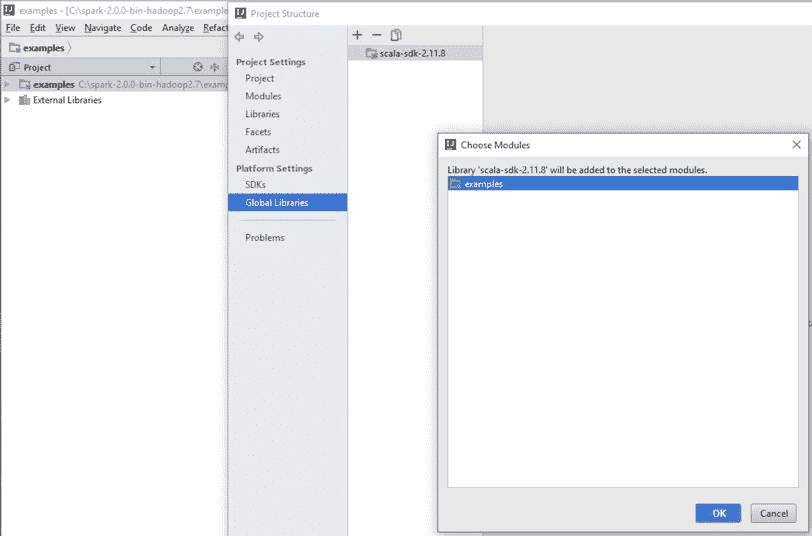 examples - [C:\spark-2.0.0-bin-hadoop2.7\example
File Edit View Navigate Code Analyze Refact
examples
Project
examples C:\spark-2.0.0-bin-hadoop2.7\examp
External Libraries
Project Structure
Project Settings
Project
Modules
Libraries
Facets
Artifacts
Platform Settings
SDKs
Global Libraries
Problems
scala-sdk-2.11.8
Choose Modules
Library 'scala-sdk-2.11.8' will be added to the selected modules.
examples
OK Cancel